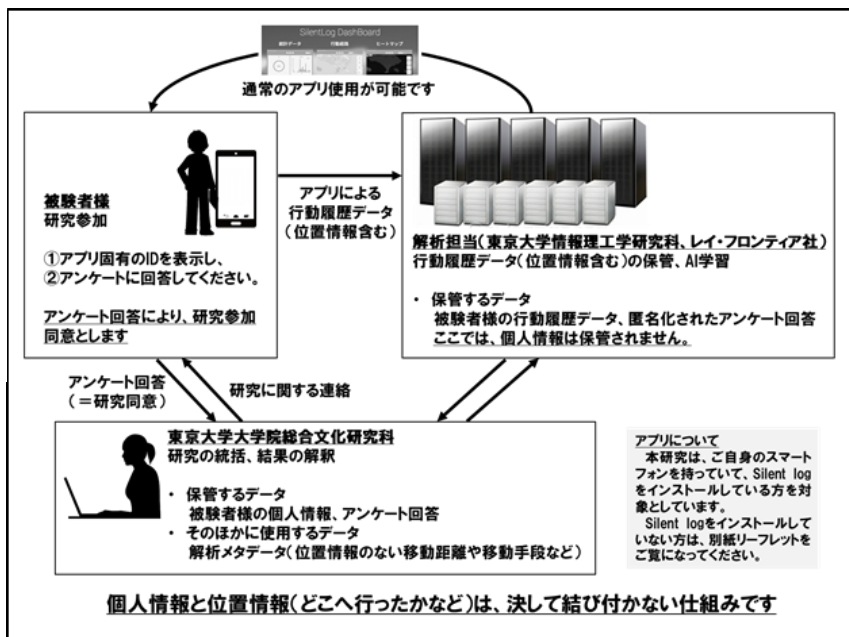 SilentLog DashBoard
統計データ 行動範囲 ヒートマップ
通常のアプリ使用が可能です
被験者様
研究参加
①アプリ固有のIDを表示し、
②アンケートに回答してください。
アンケート回答により、研究参加
同意とします
アプリによる
行動履歴データ
(位置情報含む)
解析担当(東京大学情報理工学研究科、レイ・フロンティア社)
行動履歴データ(位置情報含む)の保管、AI学習
・ 保管するデータ
被験者様の行動履歴データ、匿名化されたアンケート回答
ここでは、個人情報は保管されません。
アンケート回答
(=研究同意)
研究に関する連絡
東京大学大学院総合文化研究科
研究の統括、結果の解釈
・ 保管するデータ
被験者様の個人情報、アンケート回答
・ そのほかに使用するデータ
解析メタデータ(位置情報のない移動距離や移動手段など)
アプリについて
本研究は、ご自身のスマート
フォンを持っていて、Silent log
をインストールしている方を対
象としています。
Silent logをインストールして
いない方は、別紙リーフレットを
ご覧になってください。
個人情報と位置情報(どこへ行ったかなど)は、決して結び付かない仕組みです